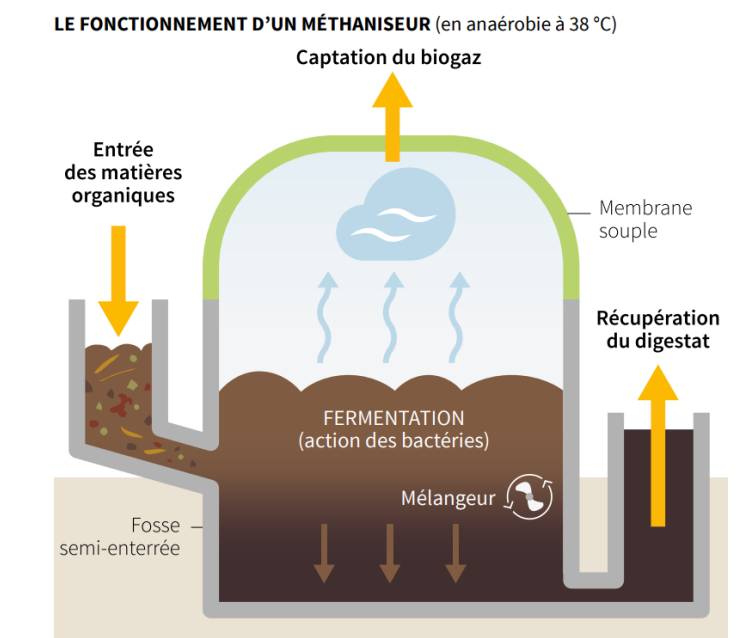 LE FONCTIONEMENT D'UN MÉTHANISEUR (en anaérobie à 38 °C)
Captation du biogaz
Entrée
des matières
organiques
Membrane
souple
Récupération
du digestat
FERMENTATION
(action des bactéries)
Mélangeur
Fosse
semi-enterrée